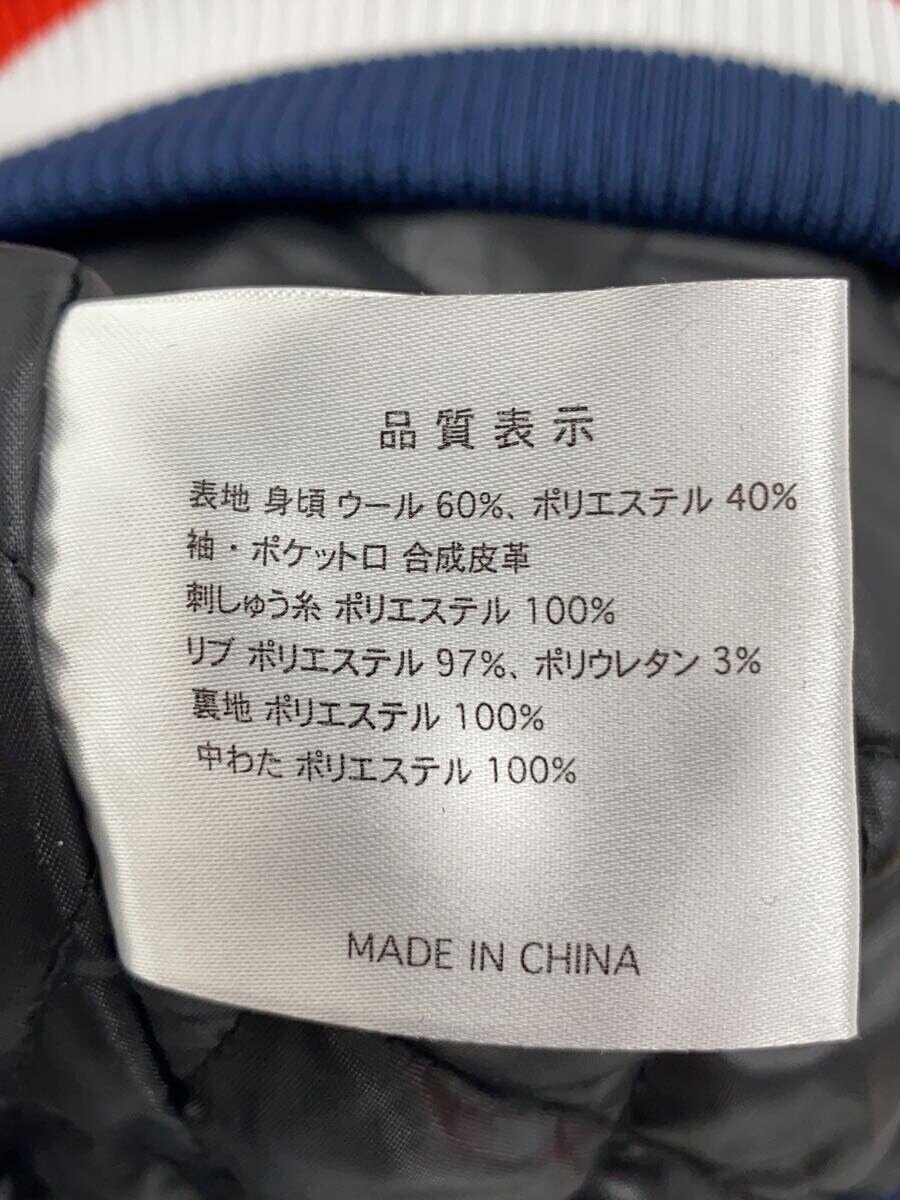 品質表示
表地 身頃 ウール 60%、ポリエステル 40%
袖・ポケット口 合成皮革
刺しゅう糸 ポリエステル 100%
リブ ポリエステル 97%、ポリウレタン 3%
裏地 ポリエステル 100%
中わた ポリエステル 100%
MADE IN CHINA